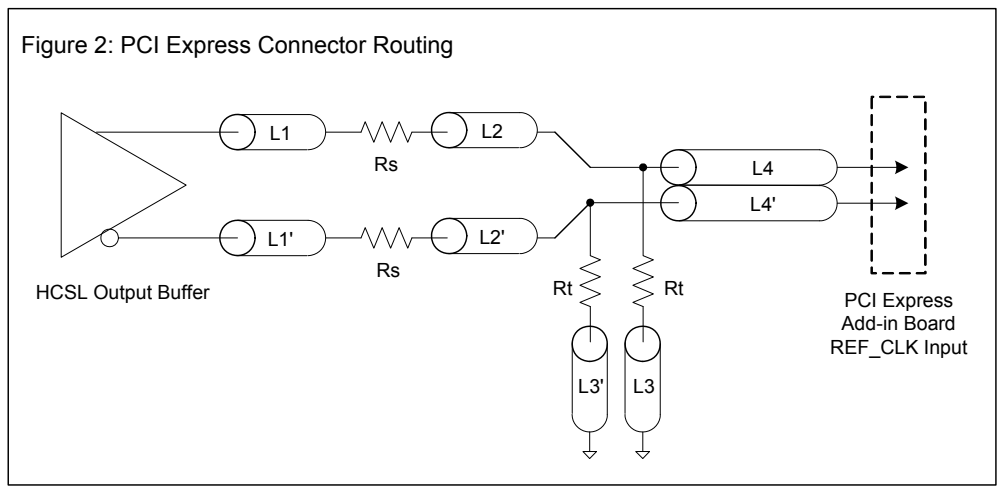 Figure 2: PCI Express Connector Routing
L1
Rs
L2
L4
L4'
L1'
Rs
L2'
HCSL Output Buffer
Rt
Rt
L3'
L3
PCI Express
Add-in Board
REF_CLK Input